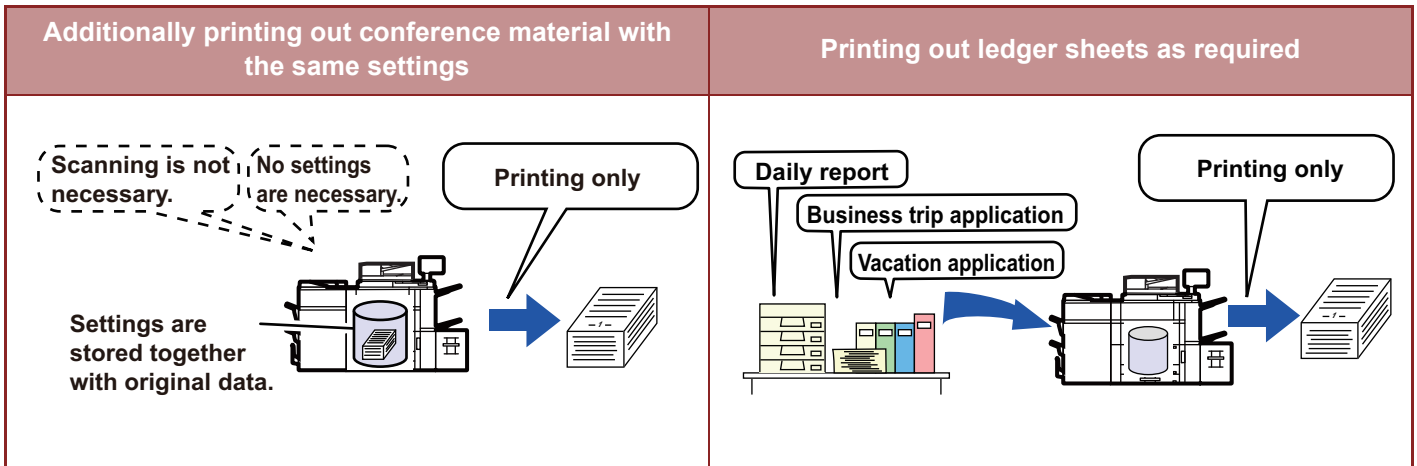 Additionally printing out conference material with
the same settings
Printing out ledger sheets as required
Scanning is not
necessary.
No settings
are necessary.
Printing only
Settings are
stored together
with original data.
-1-
Daily report
Business trip application
Vacation application
Printing only
-1-